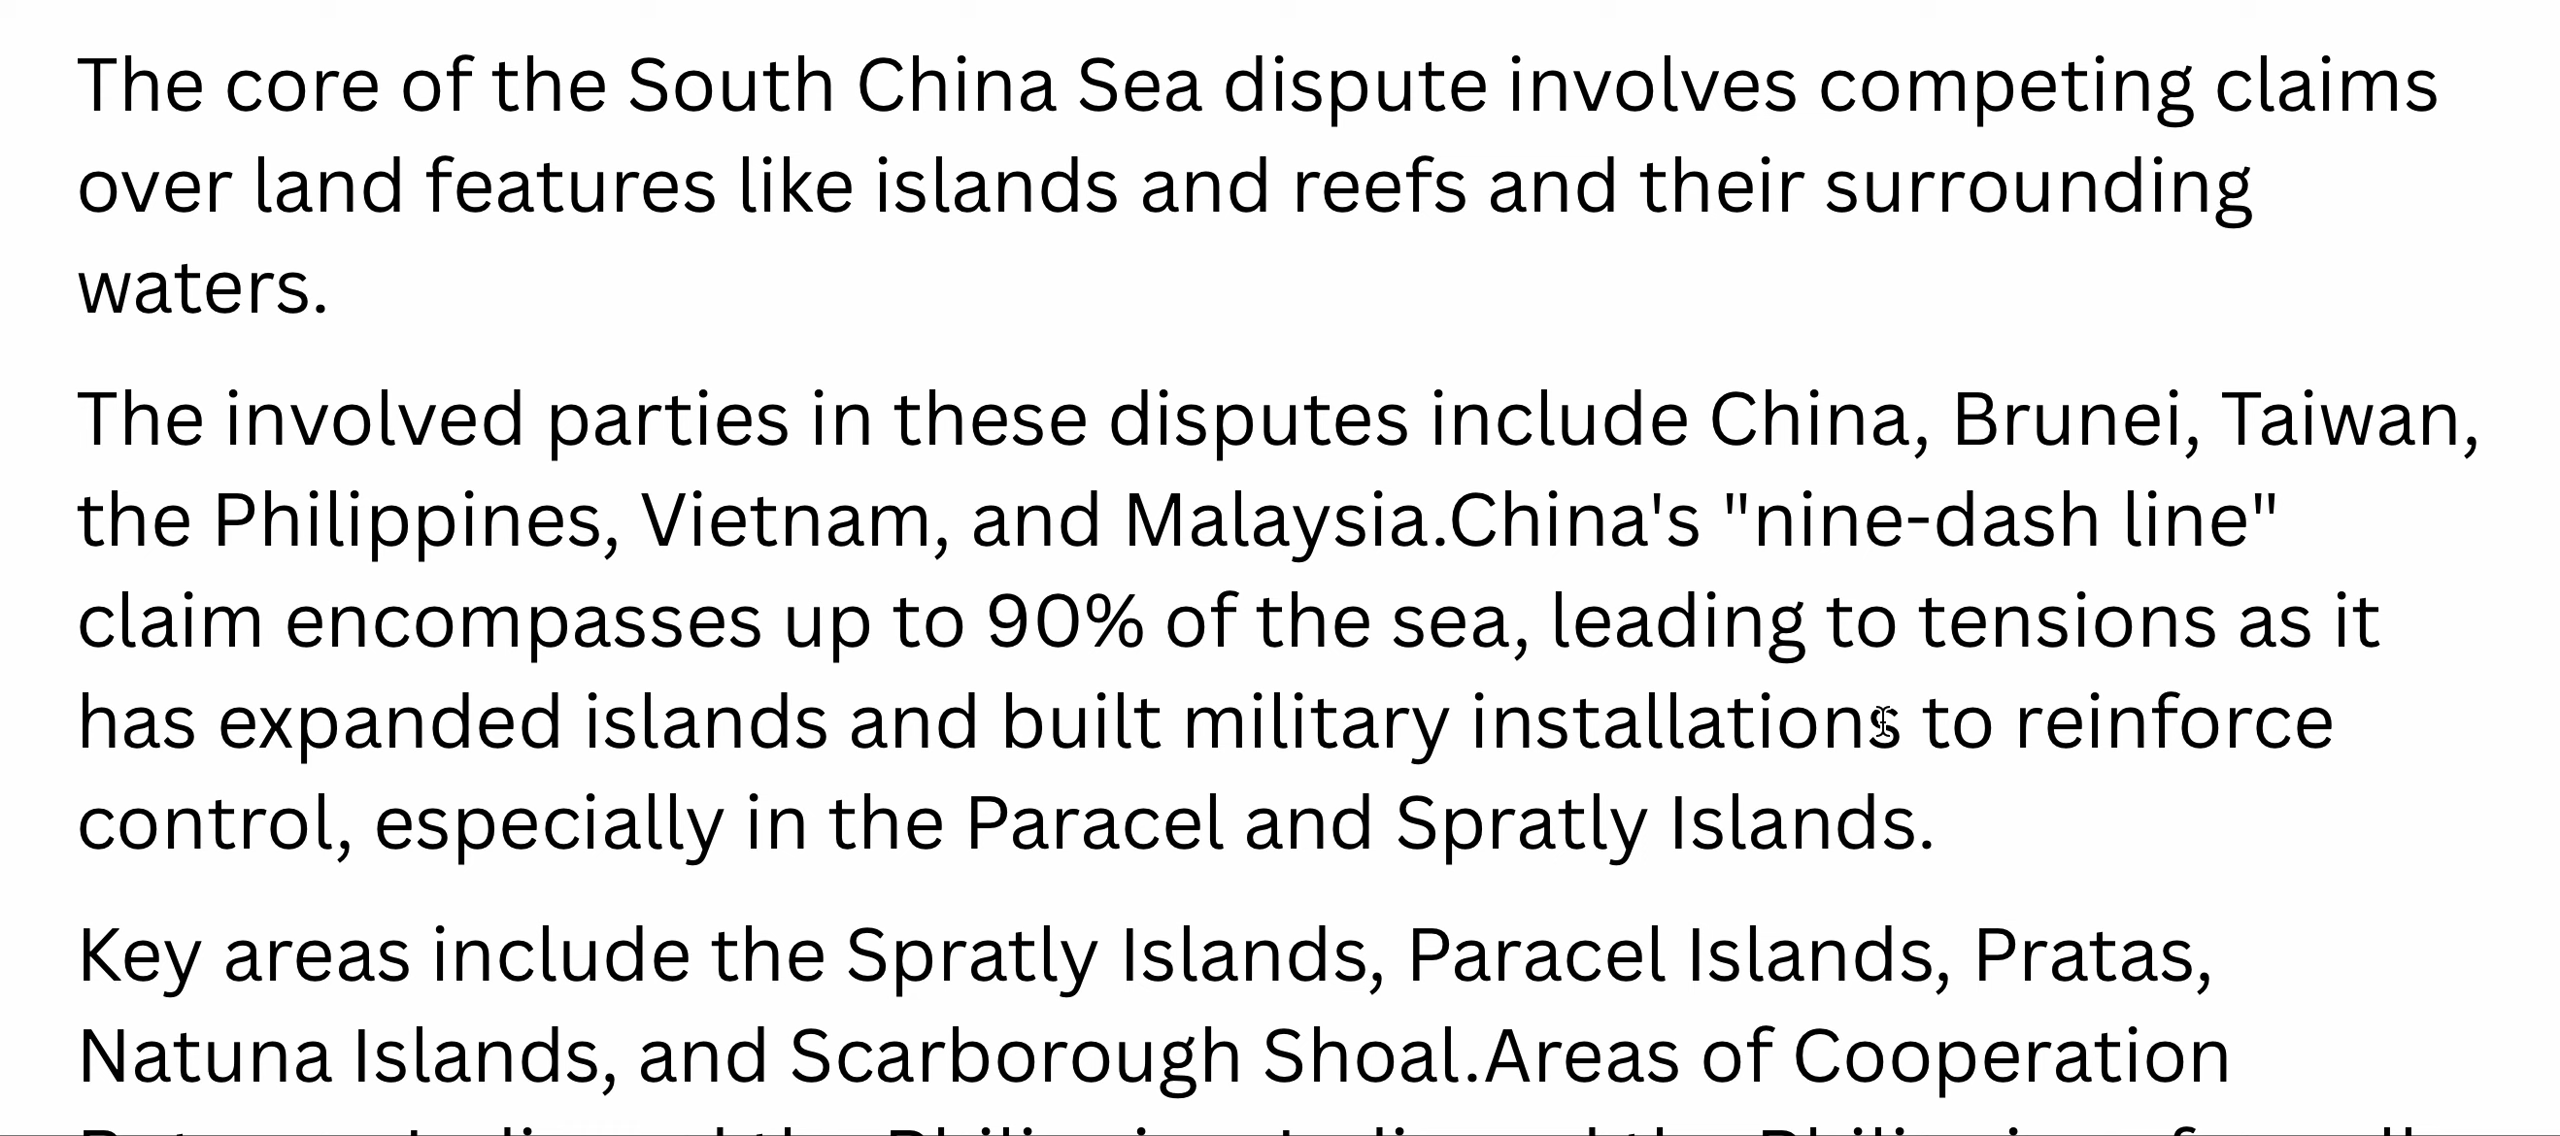 The core of the South China Sea dispute involves competing claims
over land features like islands and reefs and their surrounding
waters.
The involved parties in these disputes include China, Brunei, Taiwan,
the Philippines, Vietnam, and Malaysia.China's "nine-dash line"
claim encompasses up to 90% of the sea, leading to tensions as it
has expanded islands and built military installations to reinforce
control, especially in the Paracel and Spratly Islands.
Key areas include the Spratly Islands, Paracel Islands, Pratas,
Natuna Islands, and Scarborough Shoal.Areas of Cooperation